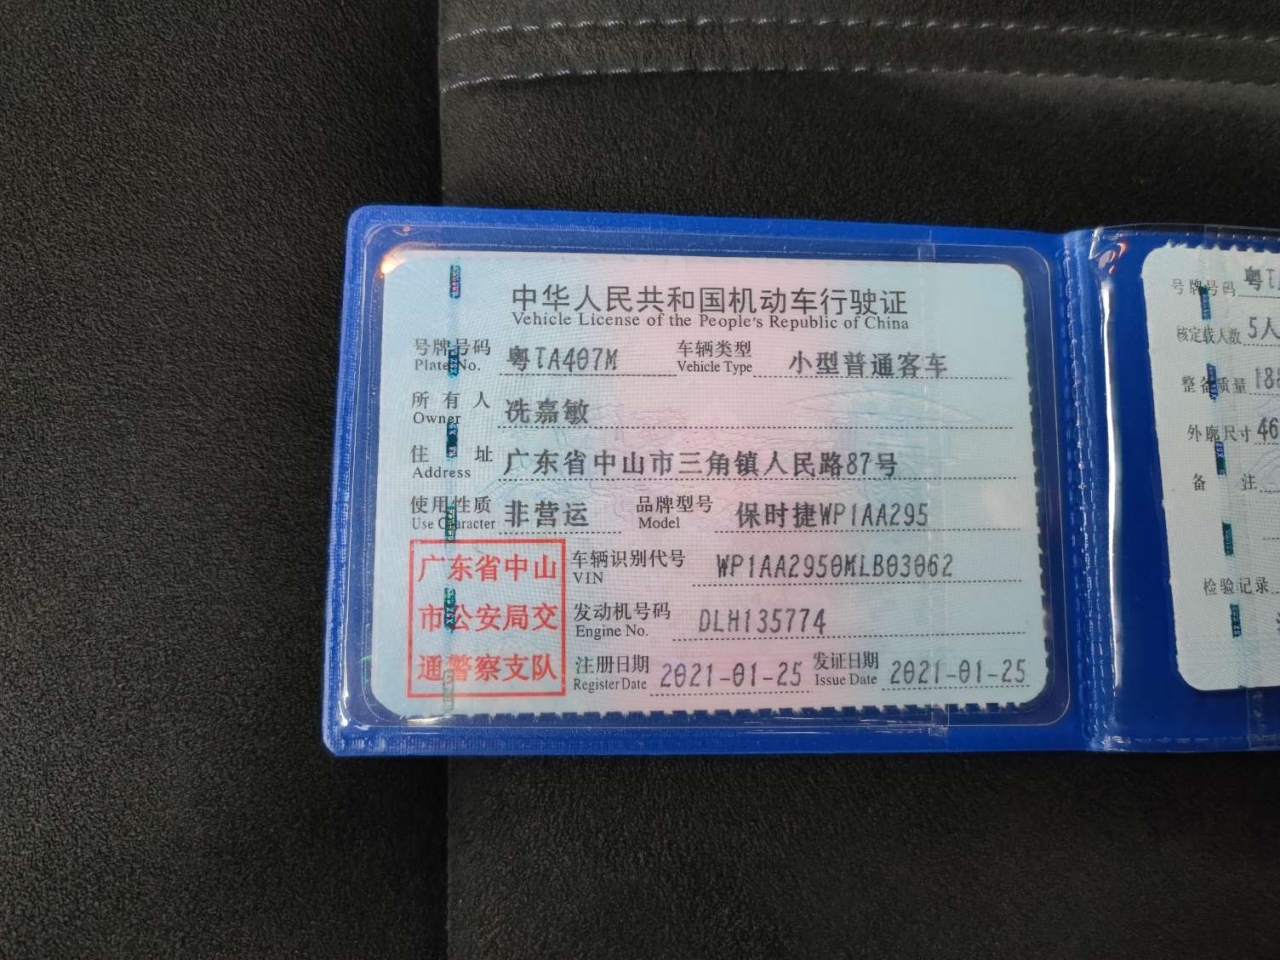 中华人民共和国机动车行驶证
Vehicle License of the People's Republic of China
号牌号码 粤TA407M 车辆类型 小型普通客车
Plate No. Vehicle Type
所有人 冼嘉敏
Owner
住址 广东省中山市三角镇人民路87号
Address
使用性质 非营运 品牌型号 保时捷WP1AA295
Use Character Model
广东省中山
市公安局交
通警察支队
车辆识别代号 WP1AA2950MLB03062
VIN
发动机号码 DLH135774
Engine No.
注册日期 2021-01-25 发证日期 2021-01-25
Register Date Issue Date
号牌号码 粤T
核定载人数 5人
整备质量 18
外廓尺寸 46
备注
检验记录